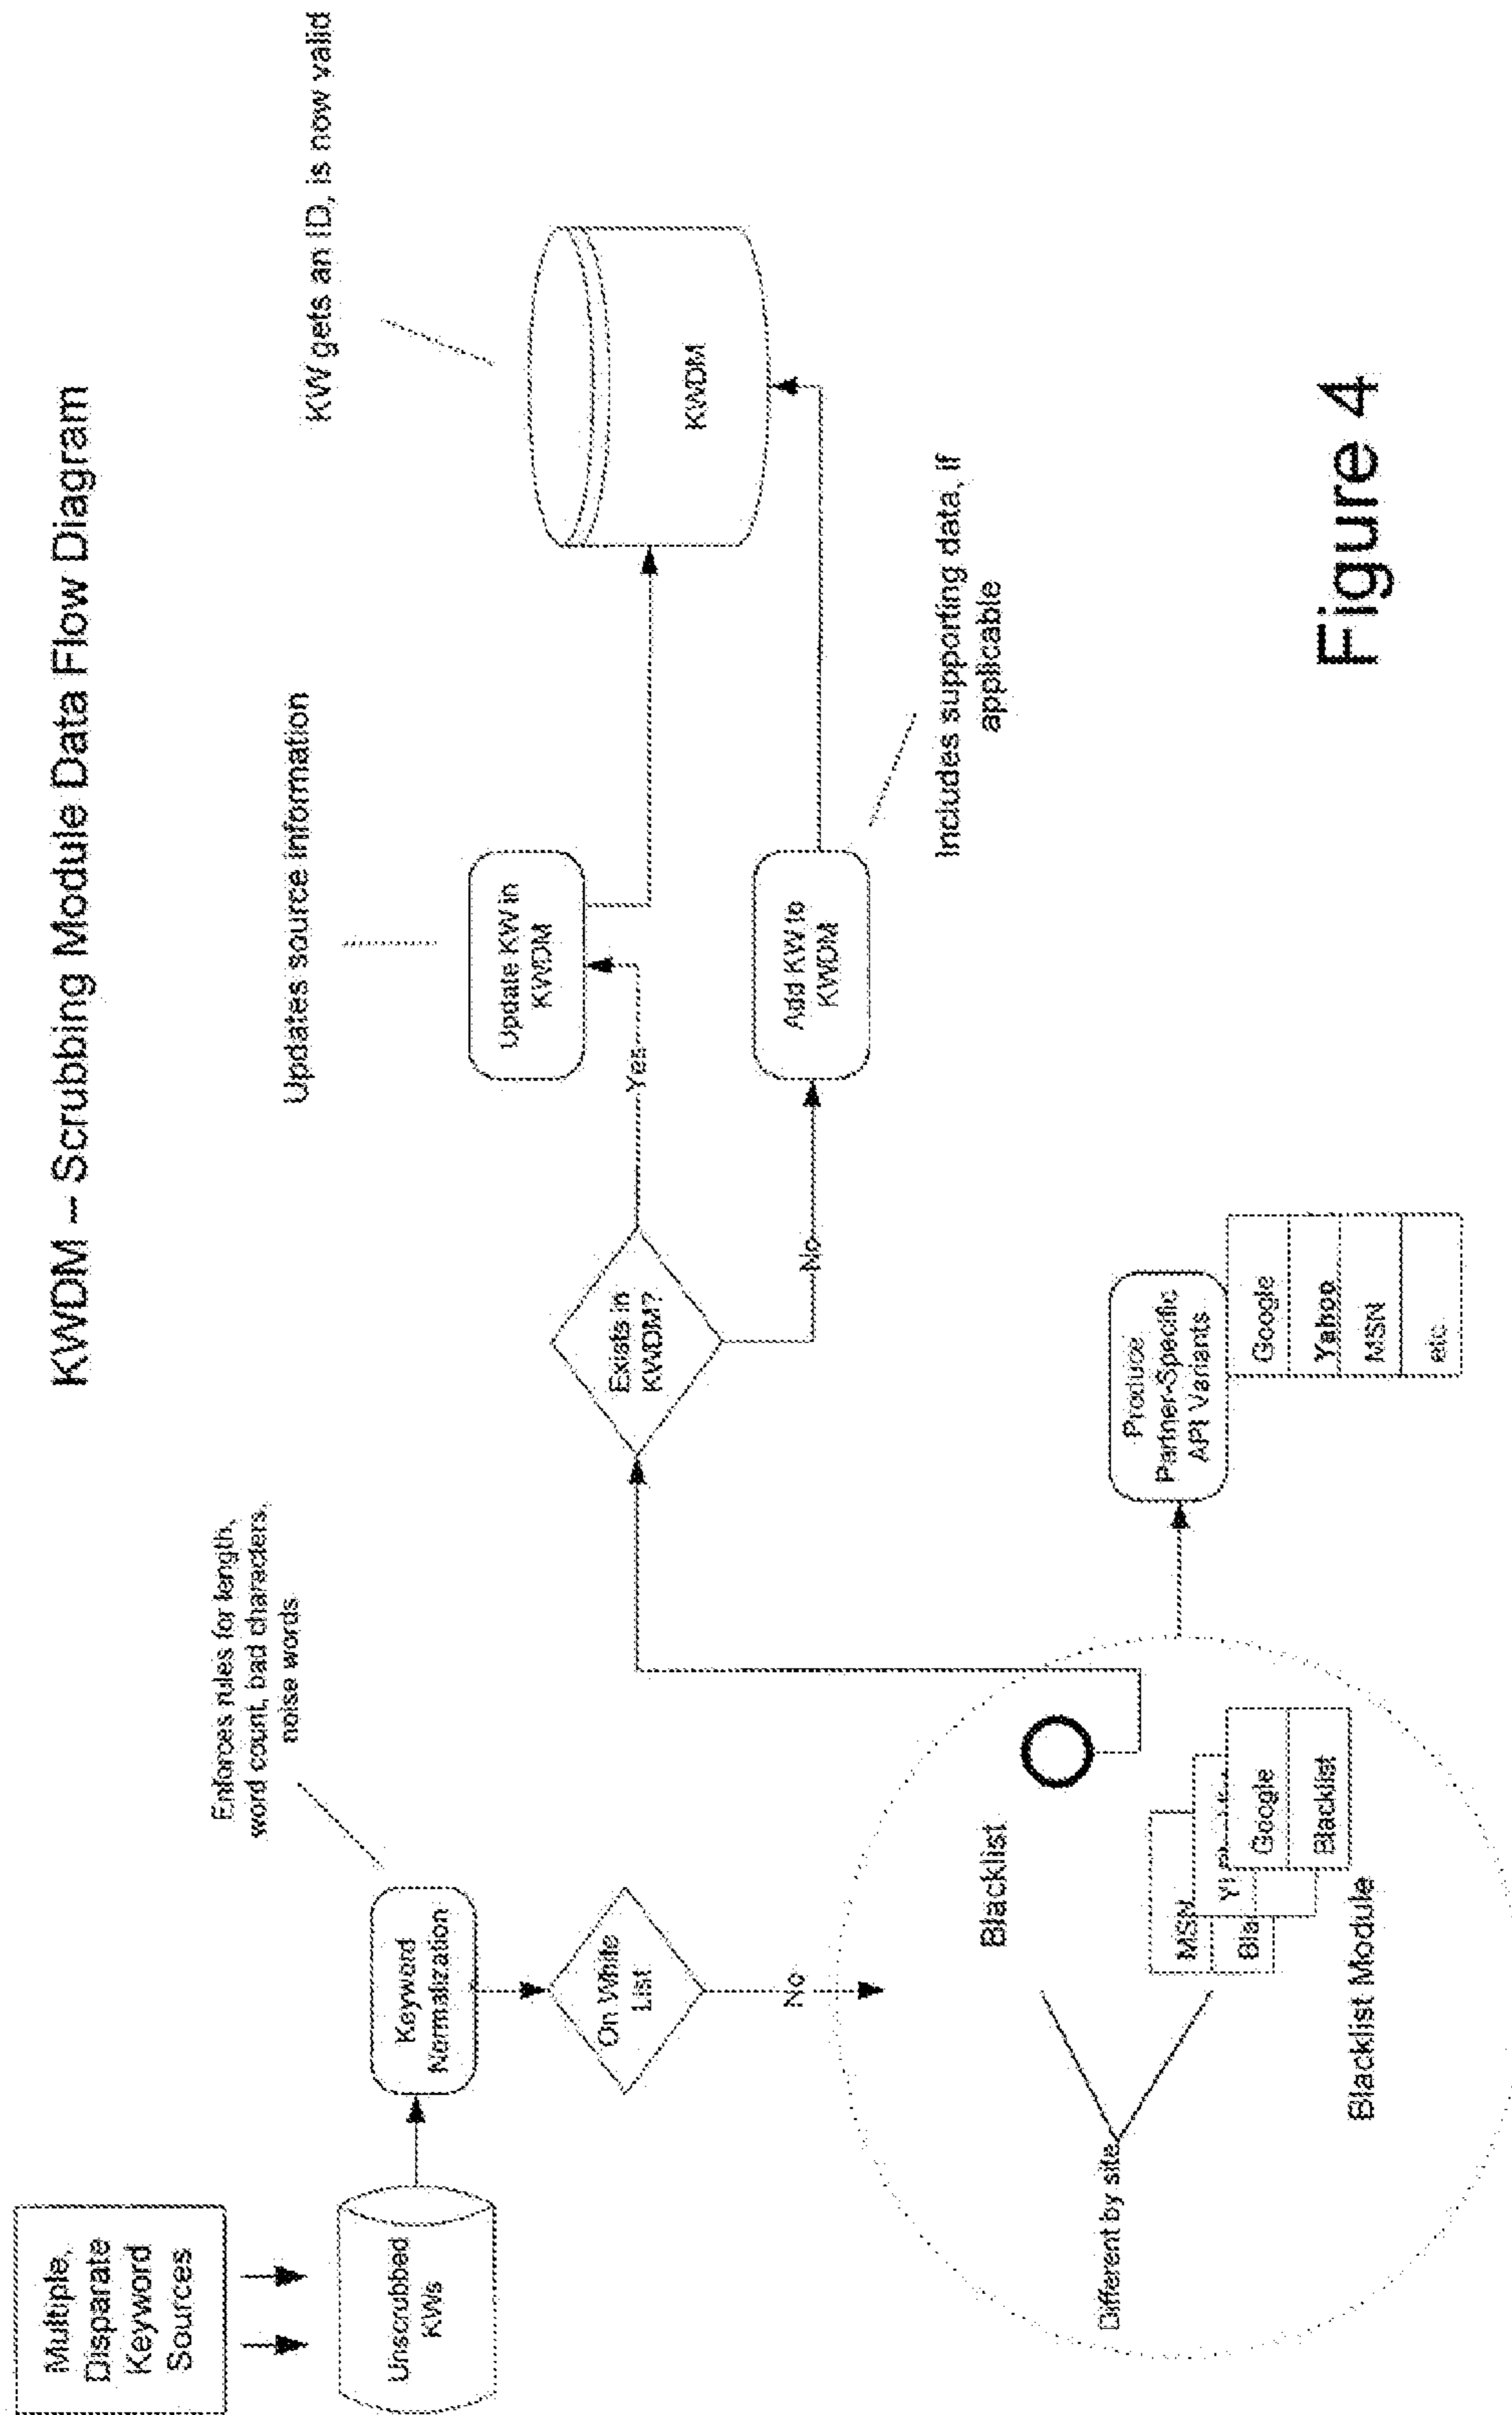 KWDM – Scrubbing Module Data Flow Diagram
Multiple,
Disparate
Keyword
Sources
Unscrubbed
KWs
Keyword
Normalization
Enforces rules for length,
word count, bad characters,
noise words
On White
List
No
Different by site
Blacklist
MSN
Bla
Google
Blacklist
Blacklist Module
Produce
Partner-Specific
API Variants
Google
Yahoo
MSN
etc
Exists in
KWDM?
Yes
No
Updates source information
Update KW in
KWDM
Add KW to
KWDM
Includes supporting data, if
applicable
KW gets an ID, is now valid
KWDM
Figure 4